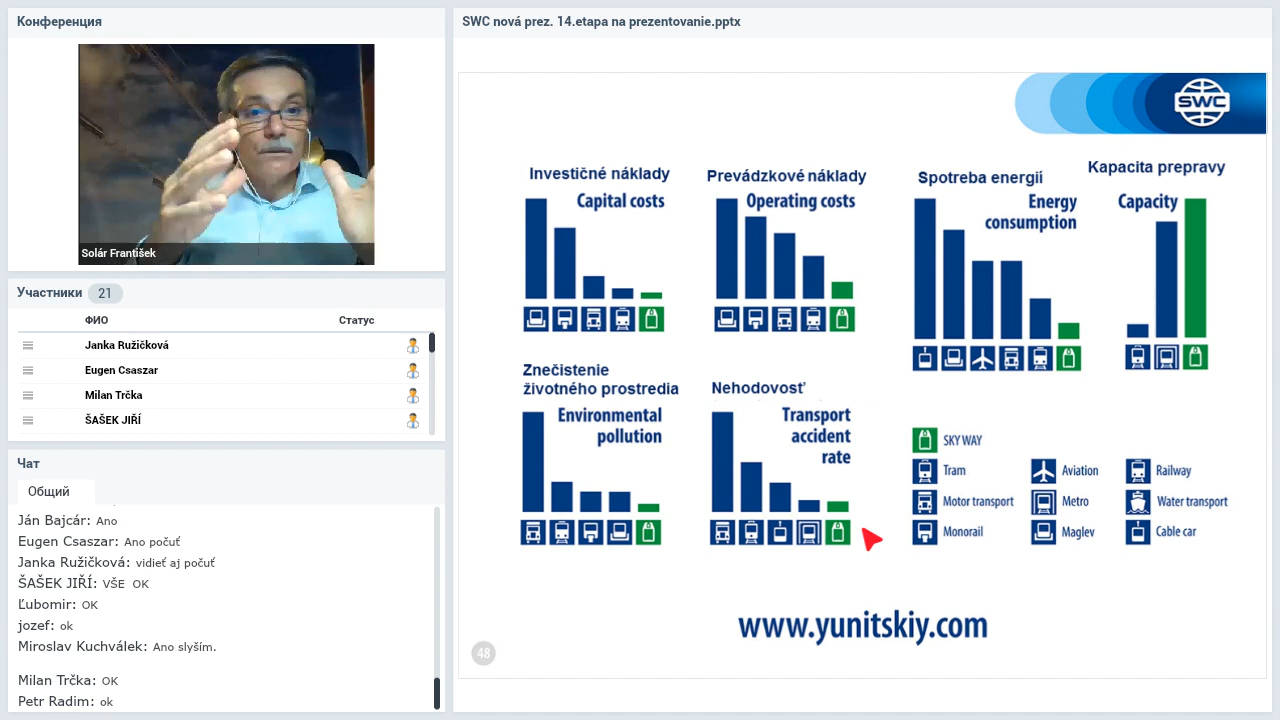 Конференция
Solár František
Участники 21
ФИО Статус
Janka Ružičková
Eugen Csaszar
Milan Trčka
ŠAŠEK JIŘÍ
Чат
Общий
Ján Bajcár: Ano
Eugen Csaszar: Ano počuť
Janka Ružičková: vidieť aj počuť
ŠAŠEK JIŘÍ: VŠE OK
Ľubomir: OK
jozef: ok
Miroslav Kuchválek: Ano slyším.
Milan Trčka: OK
Petr Radim: ok
SWC nová prez. 14.etapa na prezentovanie.pptx
SWC
Investičné náklady
Capital costs
Prevádzkové náklady
Operating costs
Spotreba energií
Energy
consumption
Kapacita prepravy
Capacity
Znečistenie
životného prostredia
Environmental
pollution
Nehodovosť
Transport
accident
rate
SKY WAY
Tram
Motor transport
Monorail
Aviation
Metro
Maglev
Railway
Water transport
Cable car
www.yunitskiy.com
48